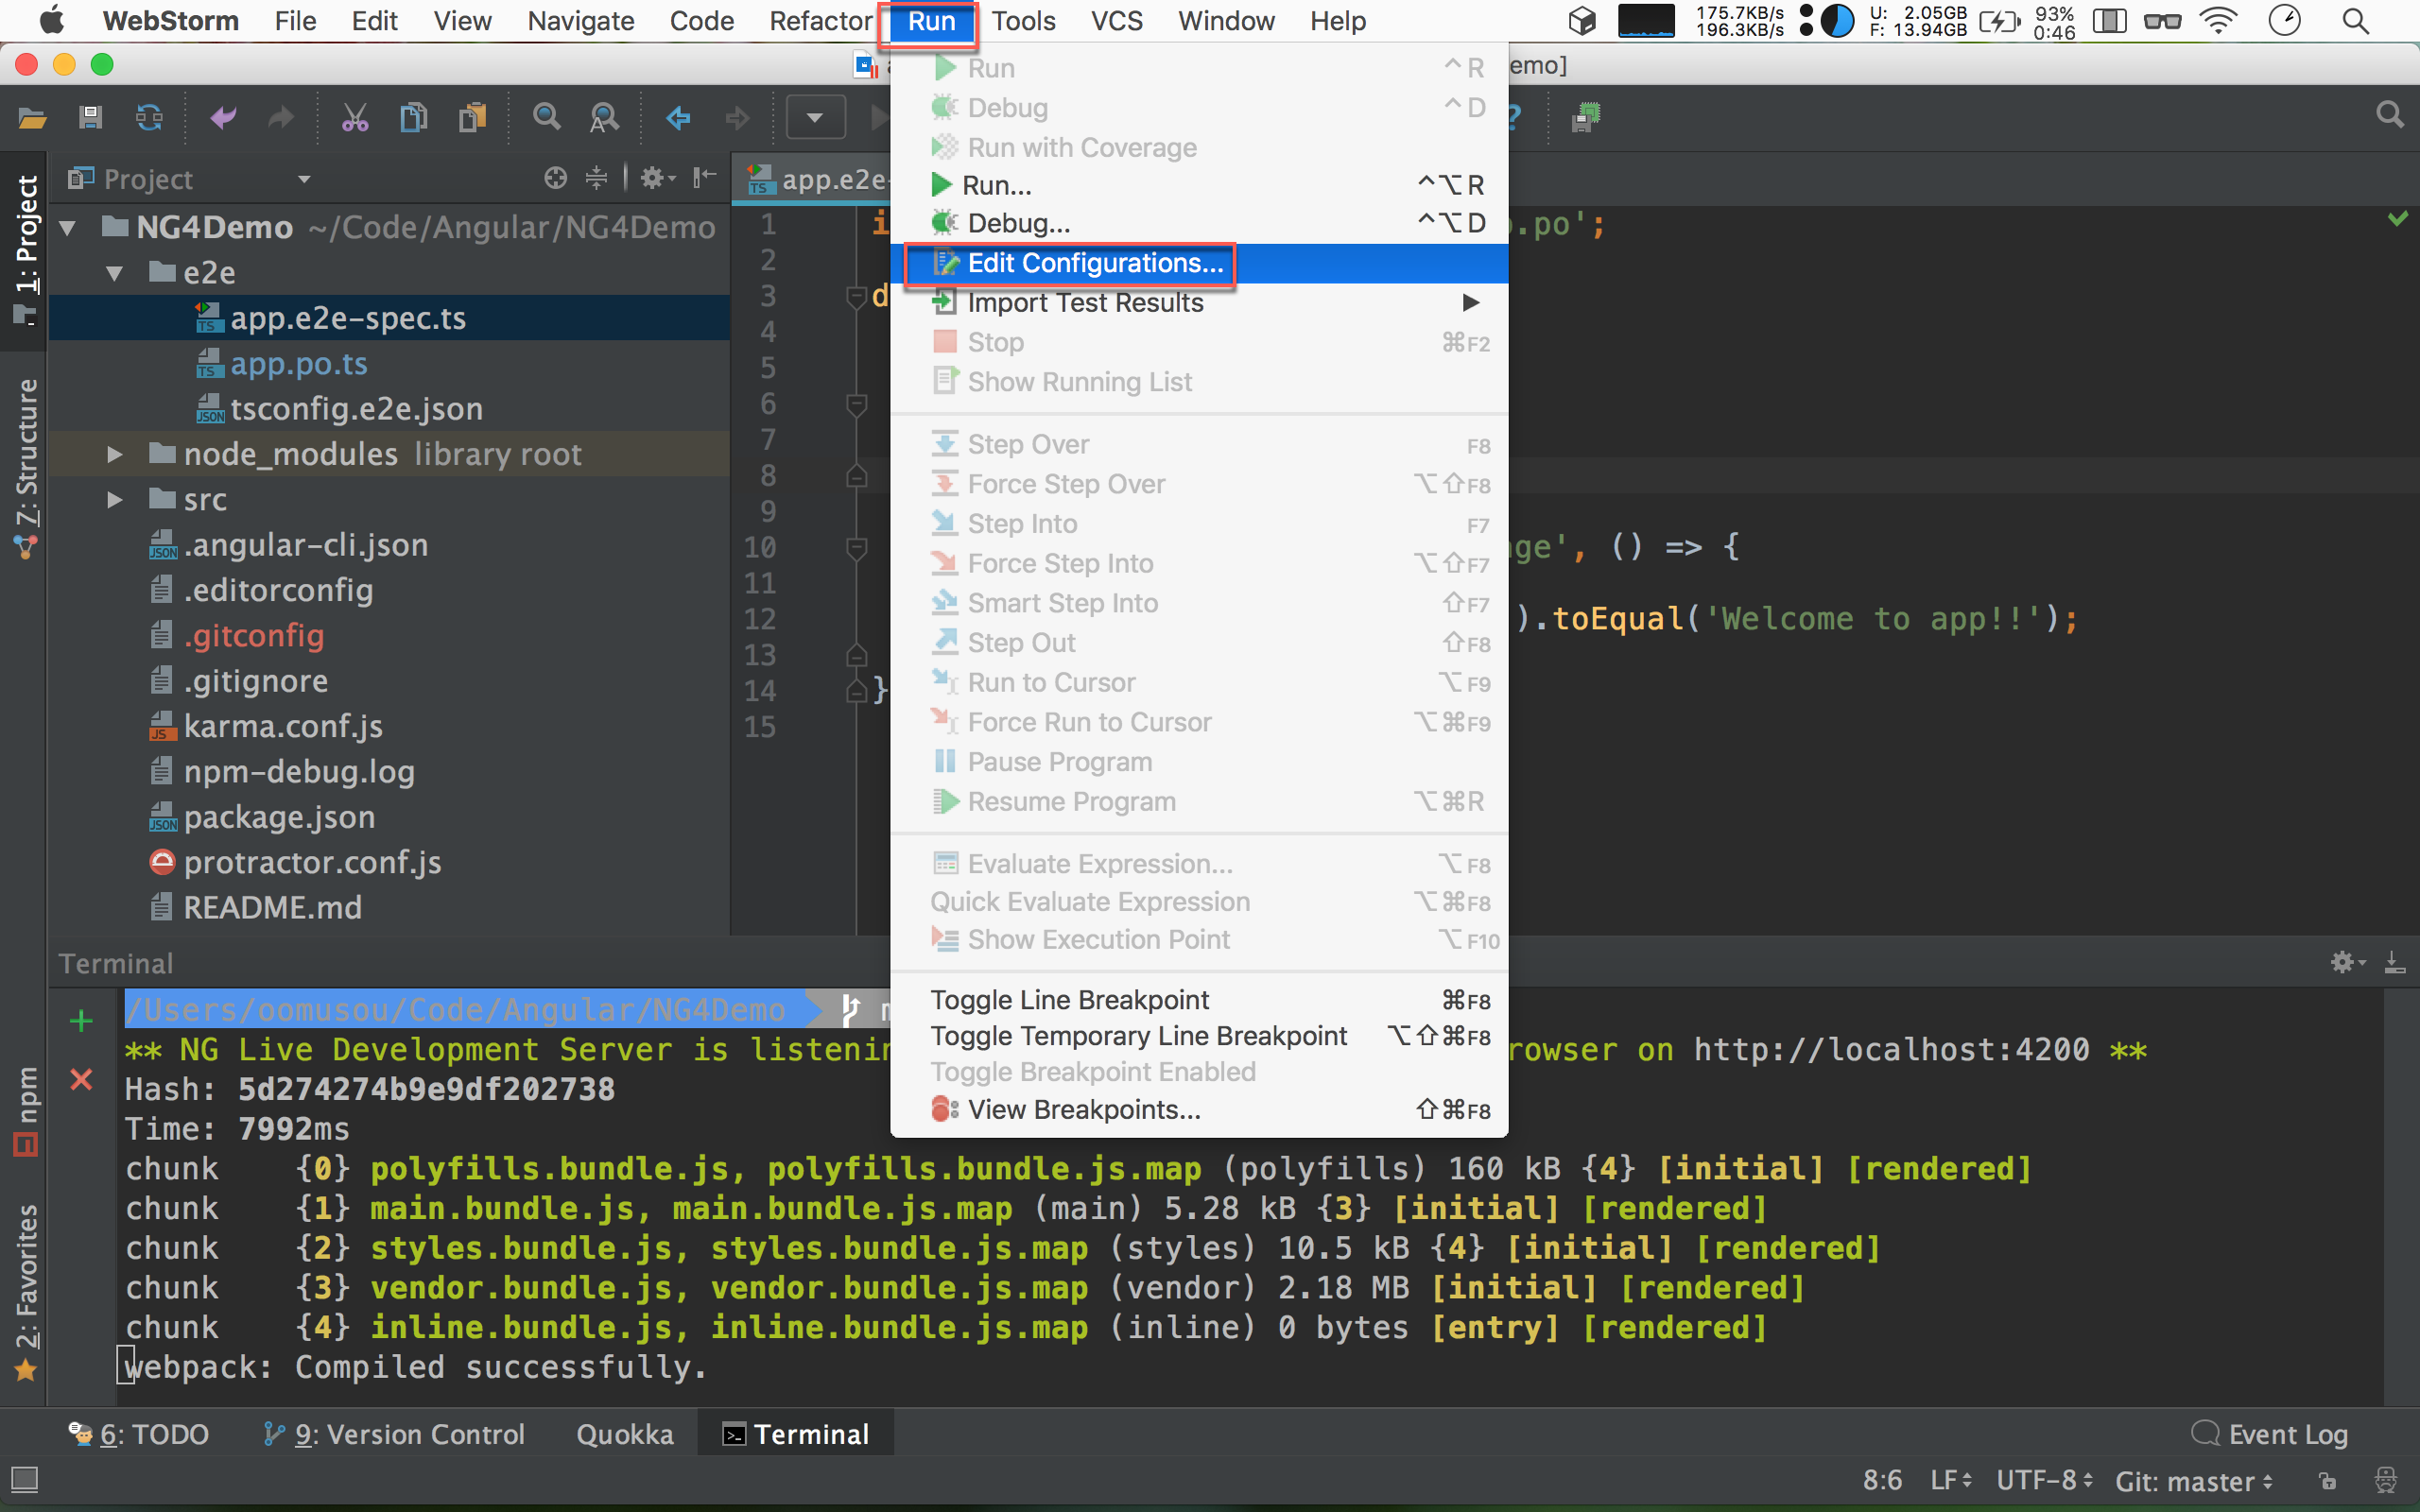 WebStorm File Edit View Navigate Code Refactor Run Tools VCS Window Help
175.7KB/s
196.3KB/s
U: 2.05GB
F: 13.94GB
93%
0:46
emo]
1: Project
7: Structure
npm
2: Favorites
Project
NG4Demo ~/Code/Angular/NG4Demo
e2e
app.e2e-spec.ts
app.po.ts
tsconfig.e2e.json
node_modules library root
src
.angular-cli.json
.editorconfig
.gitconfig
.gitignore
karma.conf.js
npm-debug.log
package.json
protractor.conf.js
README.md
app.e2e-
1 i .po';
2
3 d
4
5
6
7
8
9
10 ge', () => {
11
12 ).toEqual('Welcome to app!!');
13
14 }
15
Run ^R
Debug ^D
Run with Coverage
Run... ^⌥R
Debug... ^⌥D
Edit Configurations...
Import Test Results
Stop ⌘F2
Show Running List
Step Over F8
Force Step Over ⌥⇧F8
Step Into F7
Force Step Into ⌥⇧F7
Smart Step Into ⇧F7
Step Out ⇧F8
Run to Cursor ⌥F9
Force Run to Cursor ⌥⌘F9
Pause Program
Resume Program ⌥⌘R
Evaluate Expression... ⌥F8
Quick Evaluate Expression ⌥⌘F8
Show Execution Point ⌥F10
Toggle Line Breakpoint ⌘F8
Toggle Temporary Line Breakpoint ⌥⇧⌘F8
Toggle Breakpoint Enabled
View Breakpoints... ⇧⌘F8
Terminal
/Users/oomusou/Code/Angular/NG4Demo m
** NG Live Development Server is listenin rowser on http://localhost:4200 **
Hash: 5d274274b9e9df202738
Time: 7992ms
chunk {0} polyfills.bundle.js, polyfills.bundle.js.map (polyfills) 160 kB {4} [initial] [rendered]
chunk {1} main.bundle.js, main.bundle.js.map (main) 5.28 kB {3} [initial] [rendered]
chunk {2} styles.bundle.js, styles.bundle.js.map (styles) 10.5 kB {4} [initial] [rendered]
chunk {3} vendor.bundle.js, vendor.bundle.js.map (vendor) 2.18 MB [initial] [rendered]
chunk {4} inline.bundle.js, inline.bundle.js.map (inline) 0 bytes [entry] [rendered]
webpack: Compiled successfully.
6: TODO 9: Version Control Quokka Terminal Event Log
8:6 LF UTF-8 Git: master